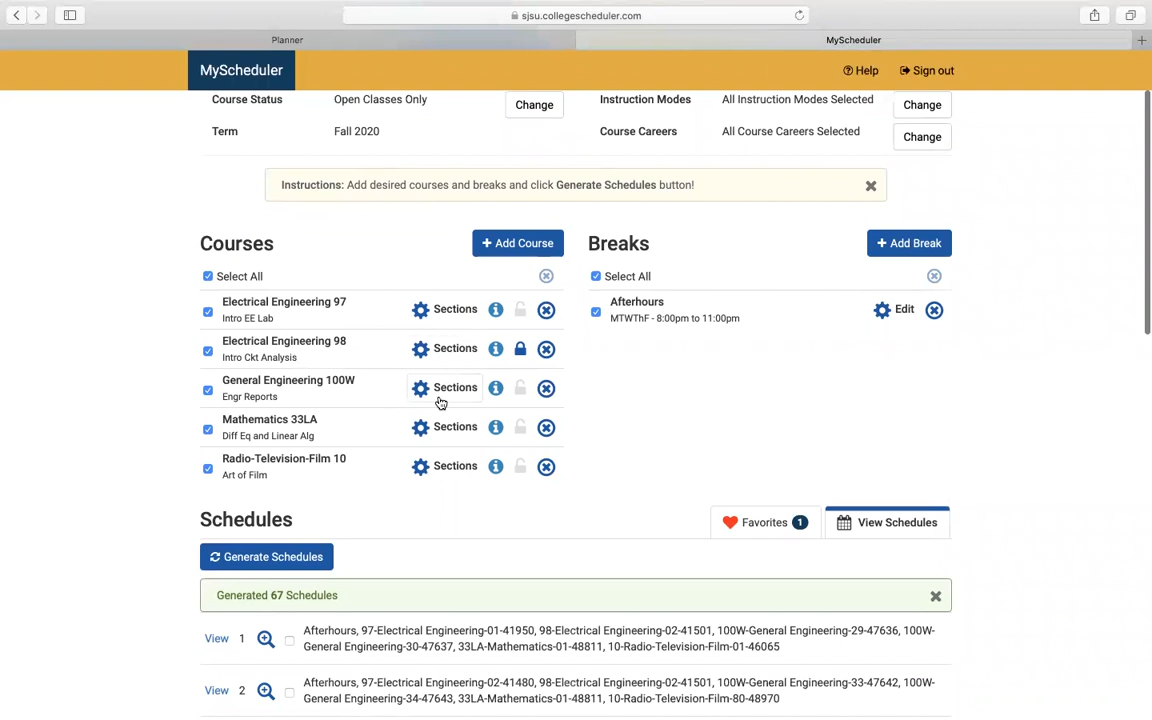 sjsu.collegescheduler.com
Planner
MyScheduler
MyScheduler
Help
Sign out
Course Status
Open Classes Only
Change
Instruction Modes
All Instruction Modes Selected
Change
Term
Fall 2020
Course Careers
All Course Careers Selected
Change
Instructions: Add desired courses and breaks and click Generate Schedules button!
Courses
+ Add Course
Select All
Electrical Engineering 97
Intro EE Lab
Sections
Electrical Engineering 98
Intro Ckt Analysis
Sections
General Engineering 100W
Engr Reports
Sections
Mathematics 33LA
Diff Eq and Linear Alg
Sections
Radio-Television-Film 10
Art of Film
Sections
Breaks
+ Add Break
Select All
Afterhours
MTWThF - 8:00pm to 11:00pm
Edit
Schedules
Favorites 1
View Schedules
Generate Schedules
Generated 67 Schedules
View 1
Afterhours, 97-Electrical Engineering-01-41950, 98-Electrical Engineering-02-41501, 100W-General Engineering-29-47636, 100W-
General Engineering-30-47637, 33LA-Mathematics-01-48811, 10-Radio-Television-Film-01-46065
View 2
Afterhours, 97-Electrical Engineering-02-41480, 98-Electrical Engineering-02-41501, 100W-General Engineering-33-47642, 100W-
General Engineering-34-47643, 33LA-Mathematics-01-48811, 10-Radio-Television-Film-80-48970